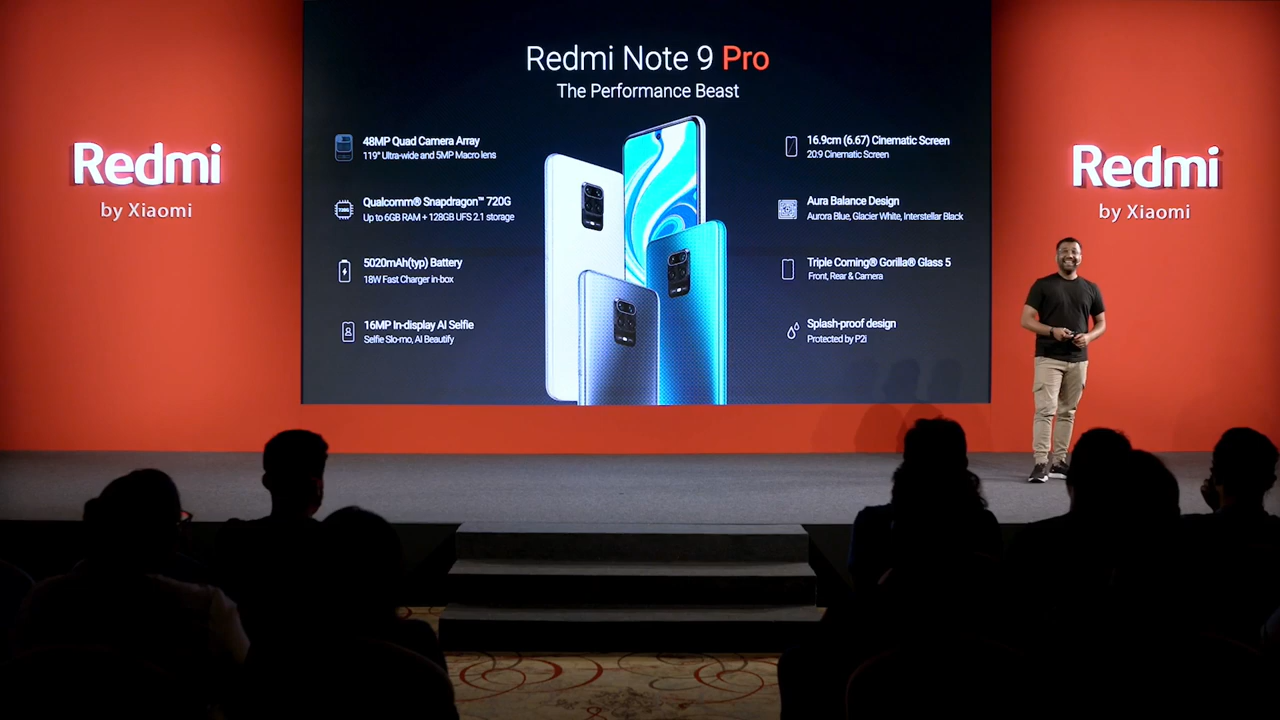 Redmi Note 9 Pro
The Performance Beast
Redmi
by Xiaomi
48MP Quad Camera Array
119° Ultra-wide and 5MP Macro lens
Qualcomm® Snapdragon™ 720G
Up to 6GB RAM + 128GB UFS 2.1 storage
5020mAh(typ) Battery
18W Fast Charger in-box
16MP In-display AI Selfie
Selfie Slo-mo, AI Beautify
16.9cm (6.67) Cinematic Screen
20:9 Cinematic Screen
Aura Balance Design
Aurora Blue, Glacier White, Interstellar Black
Triple Corning® Gorilla® Glass 5
Front, Rear & Camera
Splash-proof design
Protected by P2i
Redmi
by Xiaomi